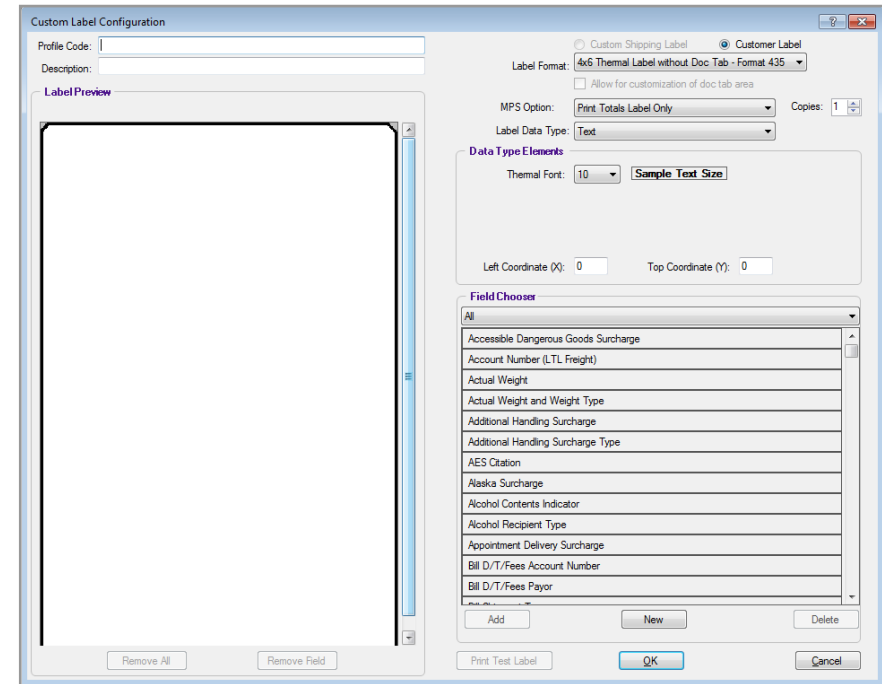 Custom Label Configuration
Profile Code:
Description:
Label Preview
Remove All
Remove Field
Custom Shipping Label
Customer Label
Label Format: 4x6 Thermal Label without Doc Tab - Format 435
Allow for customization of doc tab area
MPS Option: Print Totals Label Only Copies: 1
Label Data Type: Text
Data Type Elements
Thermal Font: 10 Sample Text Size
Left Coordinate (X): 0 Top Coordinate (Y): 0
Field Chooser
All
Accessible Dangerous Goods Surcharge
Account Number (LTL Freight)
Actual Weight
Actual Weight and Weight Type
Additional Handling Surcharge
Additional Handling Surcharge Type
AES Citation
Alaska Surcharge
Alcohol Contents Indicator
Alcohol Recipient Type
Appointment Delivery Surcharge
Bill D/T/Fees Account Number
Bill D/T/Fees Payor
Add New Delete
Print Test Label OK Cancel